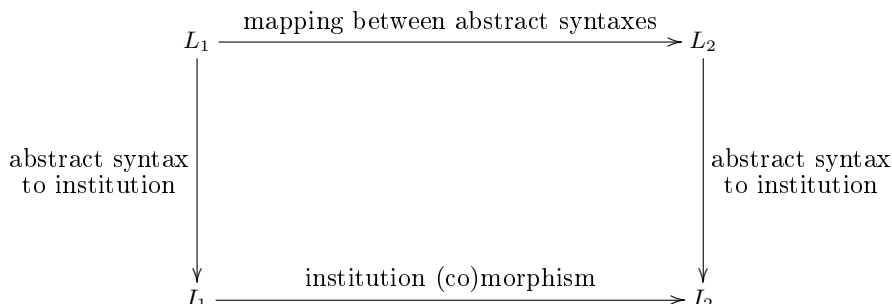 mapping between abstract syntaxes
L₁ L₂
abstract syntax abstract syntax
to institution to institution
institution (co)morphism
I₁ I₂